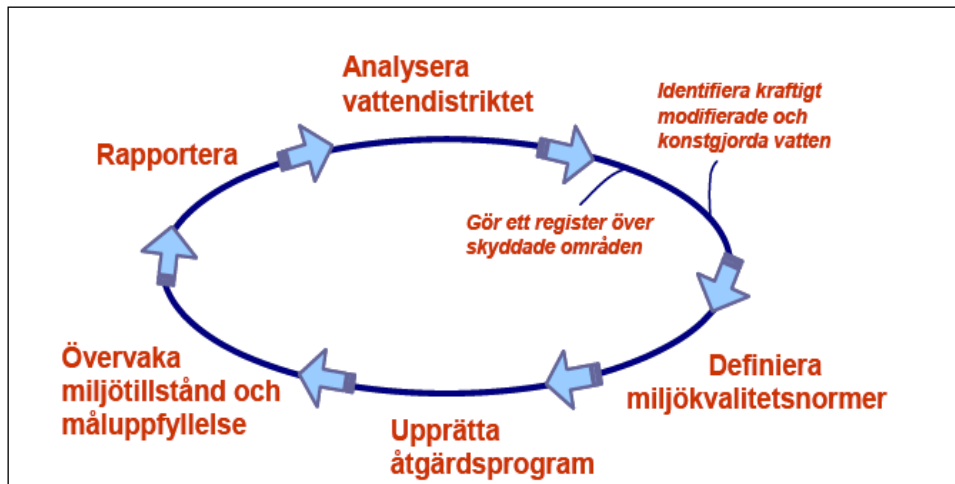 Analysera
vattendistriktet
Identifiera kraftigt
modifierade och
konstgjorda vatten
Rapportera
Gör ett register över
skyddade områden
Övervaka
miljötillstånd och
måluppfyllelse
Definiera
miljökvalitetsnormer
Upprätta
åtgärdsprogram